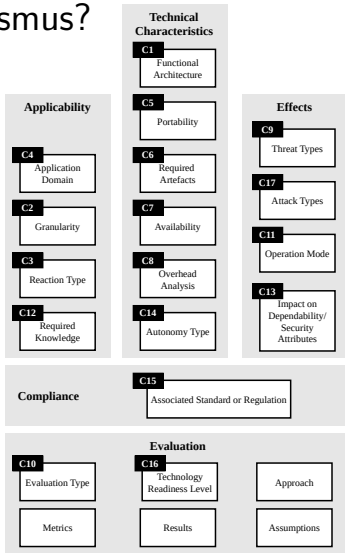 smus?
Technical
Characteristics
C1
Functional
Architecture
C5
Portability
C6
Required
Artefacts
C7
Availability
C8
Overhead
Analysis
C14
Autonomy Type
Applicability
C4
Application
Domain
C2
Granularity
C3
Reaction Type
C12
Required
Knowledge
Effects
C9
Threat Types
C17
Attack Types
C11
Operation Mode
C13
Impact on
Dependability/
Security
Attributes
Compliance
C15
Associated Standard or Regulation
Evaluation
C10
Evaluation Type
C16
Technology
Readiness Level
Approach
Metrics
Results
Assumptions